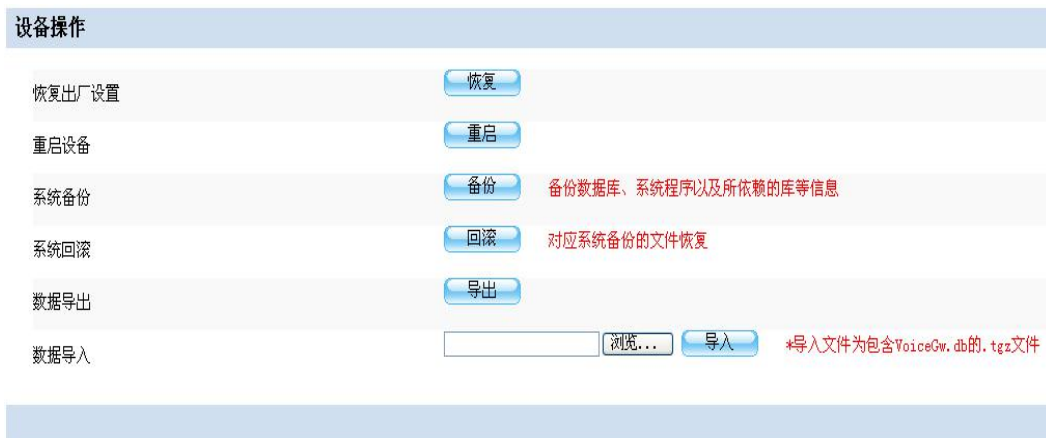 设备操作
恢复出厂设置 恢复
重启设备 重启
系统备份 备份 备份数据库、系统程序以及所依赖的库等信息
系统回滚 回滚 对应系统备份的文件恢复
数据导出 导出
数据导入 浏览... 导入 *导入文件为包含VoiceGw.db的.tgz文件